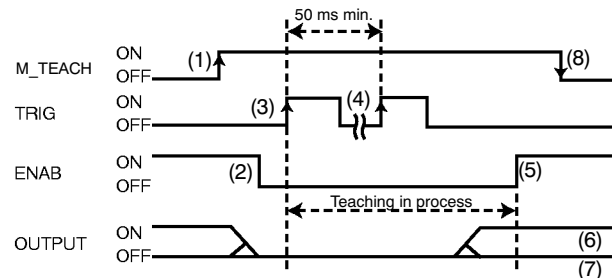 50 ms min.
M_TEACH ON (1) (8)
OFF
TRIG ON (3) (4)
OFF
ENAB ON (2) (5)
OFF
Teaching in process
OUTPUT ON (6)
OFF (7)